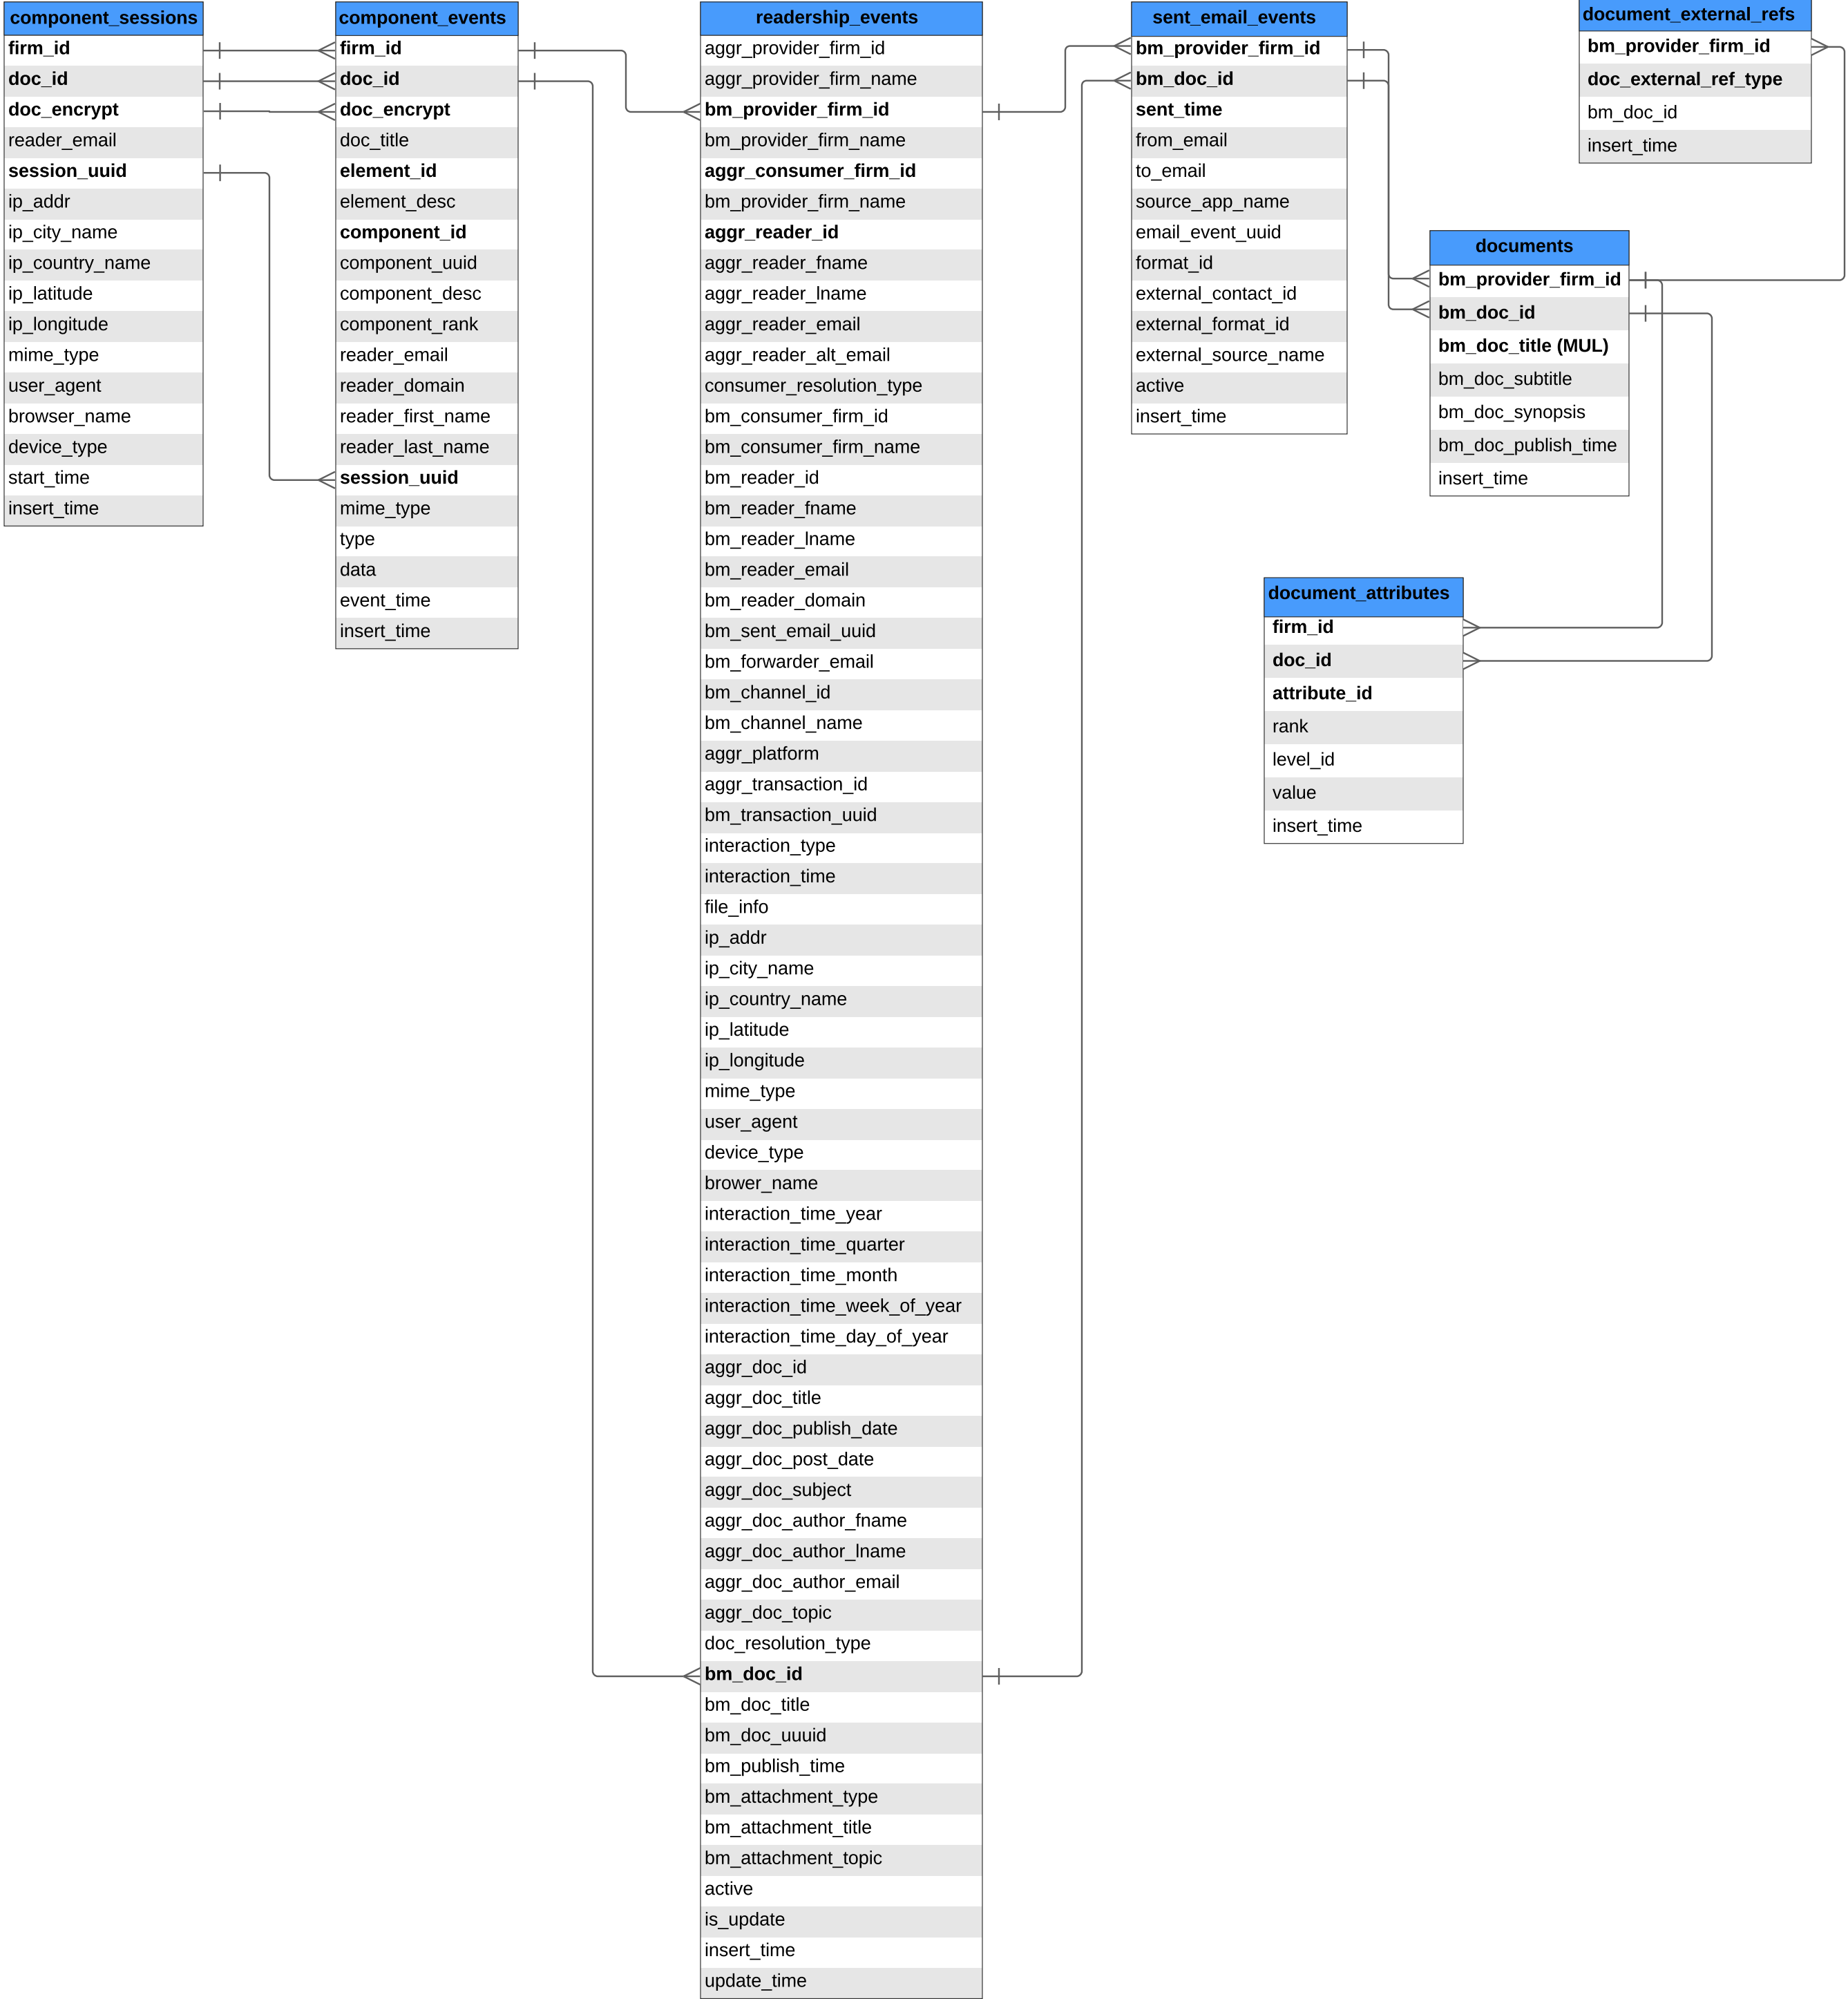 component_sessions
firm_id
doc_id
doc_encrypt
reader_email
session_uuid
ip_addr
ip_city_name
ip_country_name
ip_latitude
ip_longitude
mime_type
user_agent
browser_name
device_type
start_time
insert_time
component_events
firm_id
doc_id
doc_encrypt
doc_title
element_id
element_desc
component_id
component_uuid
component_desc
component_rank
reader_email
reader_domain
reader_first_name
reader_last_name
session_uuid
mime_type
type
data
event_time
insert_time
readership_events
aggr_provider_firm_id
aggr_provider_firm_name
bm_provider_firm_id
bm_provider_firm_name
aggr_consumer_firm_id
bm_provider_firm_name
aggr_reader_id
aggr_reader_fname
aggr_reader_lname
aggr_reader_email
aggr_reader_alt_email
consumer_resolution_type
bm_consumer_firm_id
bm_consumer_firm_name
bm_reader_id
bm_reader_fname
bm_reader_lname
bm_reader_email
bm_reader_domain
bm_sent_email_uuid
bm_forwarder_email
bm_channel_id
bm_channel_name
aggr_platform
aggr_transaction_id
bm_transaction_uuid
interaction_type
interaction_time
file_info
ip_addr
ip_city_name
ip_country_name
ip_latitude
ip_longitude
mime_type
user_agent
device_type
brower_name
interaction_time_year
interaction_time_quarter
interaction_time_month
interaction_time_week_of_year
interaction_time_day_of_year
aggr_doc_id
aggr_doc_title
aggr_doc_publish_date
aggr_doc_post_date
aggr_doc_subject
aggr_doc_author_fname
aggr_doc_author_lname
aggr_doc_author_email
aggr_doc_topic
doc_resolution_type
bm_doc_id
bm_doc_title
bm_doc_uuuid
bm_publish_time
bm_attachment_type
bm_attachment_title
bm_attachment_topic
active
is_update
insert_time
update_time
sent_email_events
bm_provider_firm_id
bm_doc_id
sent_time
from_email
to_email
source_app_name
email_event_uuid
format_id
external_contact_id
external_format_id
external_source_name
active
insert_time
document_external_refs
bm_provider_firm_id
doc_external_ref_type
bm_doc_id
insert_time
documents
bm_provider_firm_id
bm_doc_id
bm_doc_title (MUL)
bm_doc_subtitle
bm_doc_synopsis
bm_doc_publish_time
insert_time
document_attributes
firm_id
doc_id
attribute_id
rank
level_id
value
insert_time